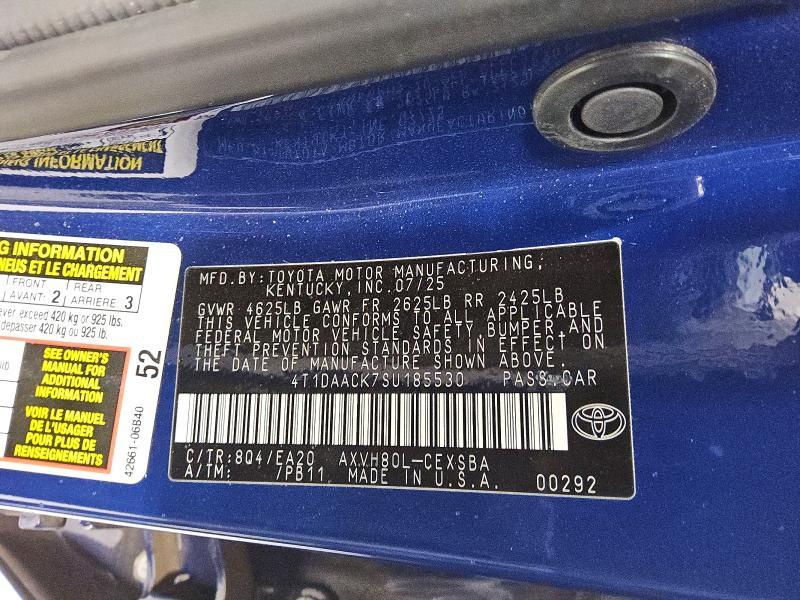 G INFORMATION
NEUS ET LE CHARGEMENT
FRONT
AVANT: 2
REAR
ARRIERE: 3
ever exceed 420 kg or 925 lbs.
dépasser 420 kg ou 925 lb.
SEE OWNER'S
MANUAL FOR
ADDITIONAL
INFORMATION
VOIR LE MANUEL
DE L'USAGER
POUR PLUS DE
RENSEIGNEMENTS
52
42661-06B40
MFD.BY:TOYOTA MOTOR MANUFACTURING,
KENTUCKY,INC.07/25
GVWR 4625LB GAWR FR 2625LB RR 2425LB
THIS VEHICLE CONFORMS TO ALL APPLICABLE
FEDERAL MOTOR VEHICLE SAFETY,BUMPER,AND
THEFT PREVENTION STANDARDS IN EFFECT ON
THE DATE OF MANUFACTURE SHOWN ABOVE.
4T1DAACK7SU185530 PASS.CAR
C/TR:8Q4/EA20 AXVH80L-CEXSBA
A/TM: /PB11 MADE IN U.S.A. 00292